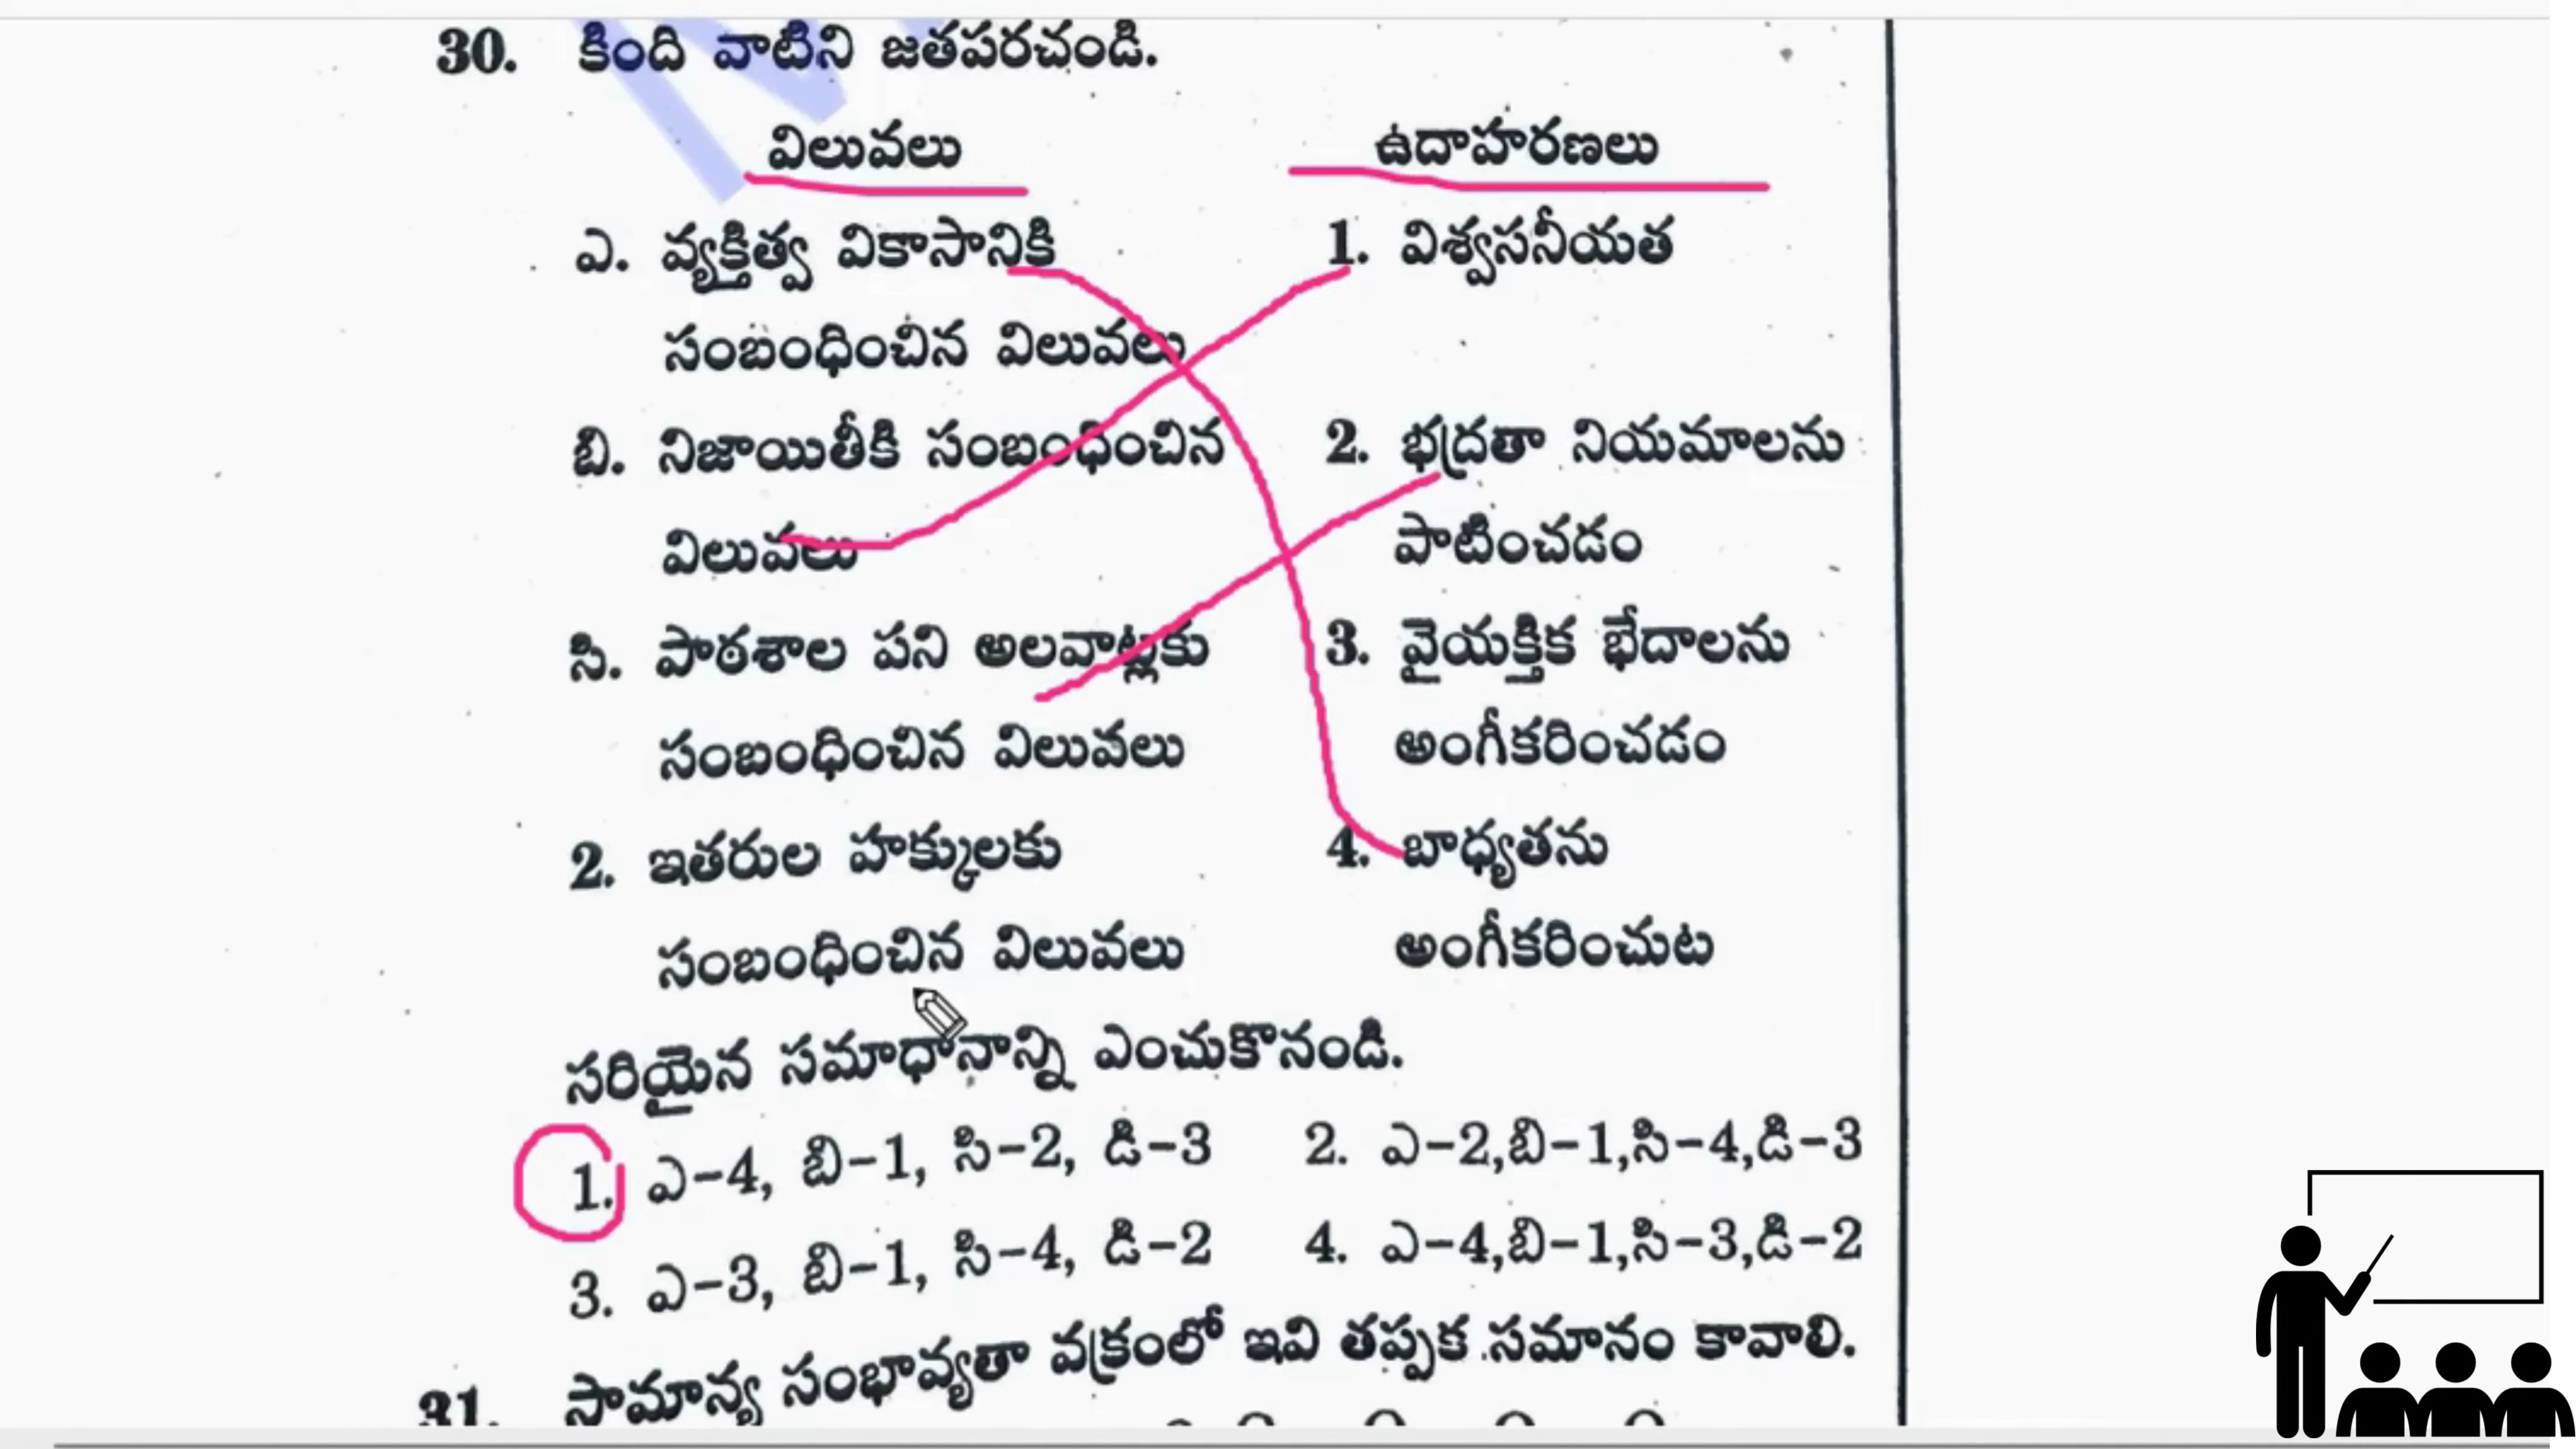 30. కింది వాటిని జతపరచండి.
విలువలు ఉదాహరణలు
ఎ. వ్యక్తిత్వ వికాసానికి 1. విశ్వసనీయత
సంబంధించిన విలువలు
బి. నిజాయితీకి సంబంధించిన 2. భద్రతా నియమాలను
విలువలు పాటించడం
సి. పాఠశాల పని అలవాట్లకు 3. వైయక్తిక భేదాలను
సంబంధించిన విలువలు అంగీకరించడం
2. ఇతరుల హక్కులకు 4. బాధ్యతను
సంబంధించిన విలువలు అంగీకరించుట
సరియైన సమాధానాన్ని ఎంచుకొనండి.
1. ఎ-4, బి-1, సి-2, డి-3 2. ఎ-2,బి-1,సి-4,డి-3
3. ఎ-3, బి-1, సి-4, డి-2 4. ఎ-4,బి-1,సి-3,డి-2
31. సామాన్య సంభావ్యతా వక్రంలో ఇవి తప్పక సమానం కావాలి.